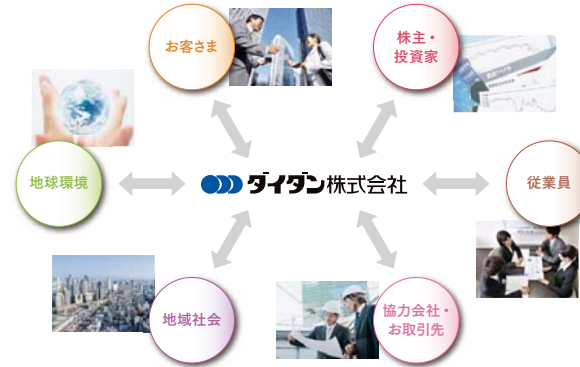 お客さま
株主・
投資家
地球環境
ダイダン株式会社
従業員
地域社会
協力会社・
お取引先